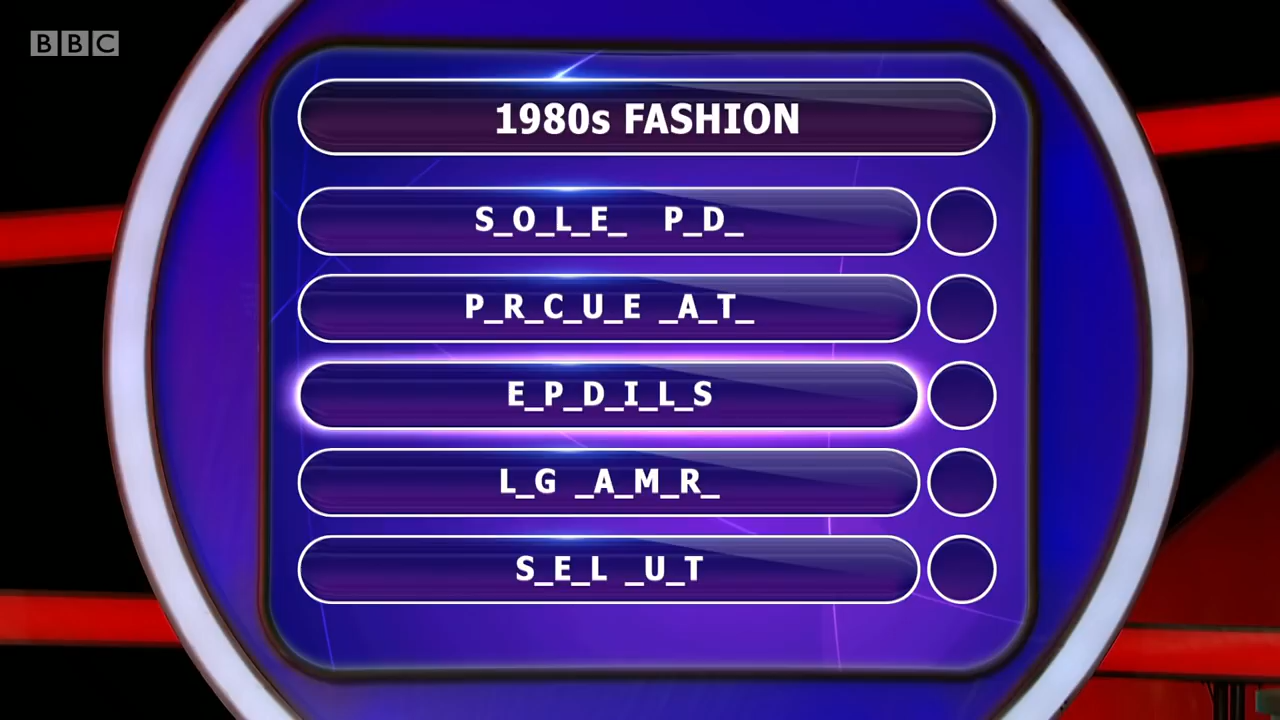 BBC
1980s FASHION
S_O_L_E_ P_D_
P_R_C_U_E _A_T_
E_P_D_I_L_S
L_G _A_M_R_
S_E_L _U_T